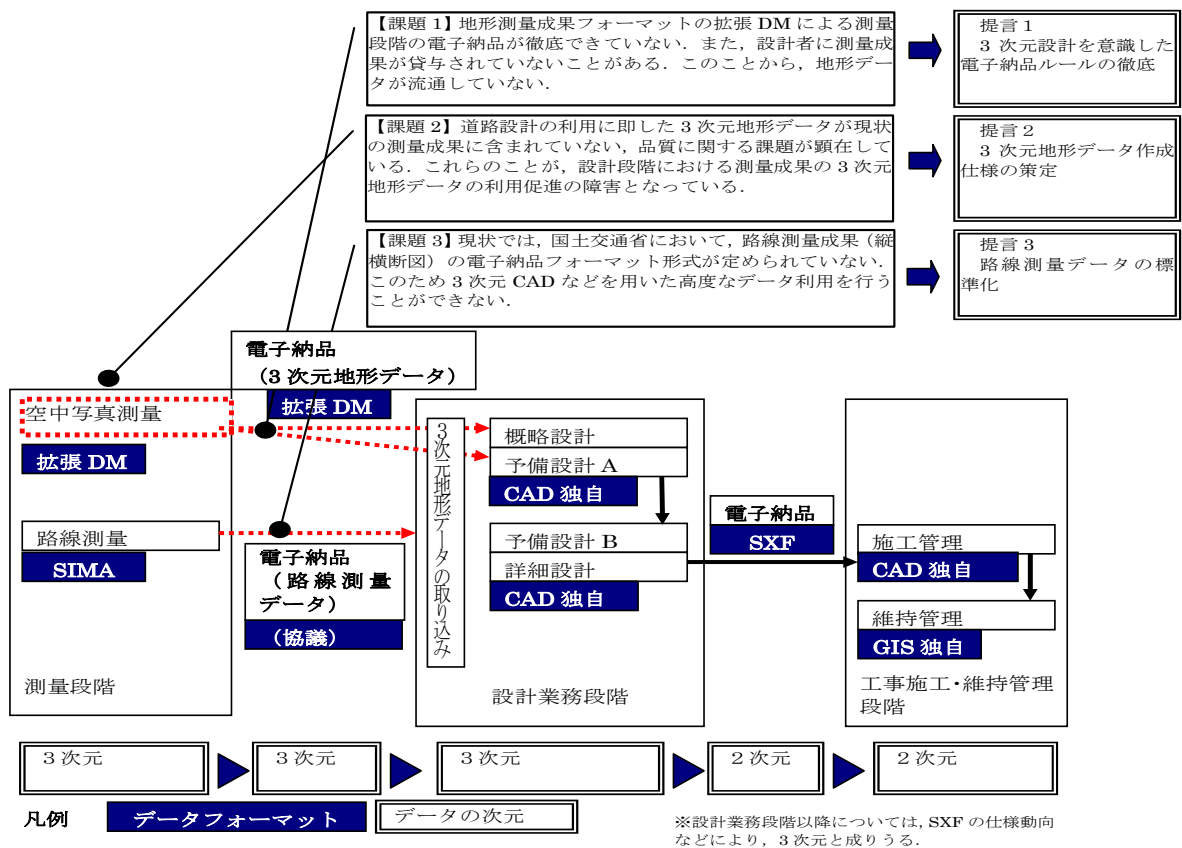 【課題 1】地形測量成果フォーマットの拡張 DM による測量
段階の電子納品が徹底できていない．また，設計者に測量成
果が貸与されていないことがある．このことから，地形デー
タが流通していない．
提言１
３次元設計を意識した
電子納品ルールの徹底
【課題 2】道路設計の利用に即した 3 次元地形データが現状
の測量成果に含まれていない，品質に関する課題が顕在して
いる．これらのことが，設計段階における測量成果の 3 次元
地形データの利用促進の障害となっている．
提言２
３次元地形データ作成
仕様の策定
【課題 3】現状では，国土交通省において，路線測量成果（縦
横断図）の電子納品フォーマット形式が定められていない．
このため 3 次元 CAD などを用いた高度なデータ利用を行う
ことができない．
提言３
路線測量データの標
準化
電子納品
（3 次元地形データ）
拡張 DM
空中写真測量
拡張 DM
路線測量
SIMA
測量段階
電子納品
（路線測量
データ）
（協議）
３次元地形データの取り込み
概略設計
予備設計 A
CAD 独自
予備設計 B
詳細設計
CAD 独自
設計業務段階
電子納品
SXF
施工管理
CAD 独自
維持管理
GIS 独自
工事施工・維持管理
段階
３次元
３次元
３次元
２次元
２次元
凡例
データフォーマット
データの次元
※設計業務段階以降については，SXF の仕様動向
などにより，３次元と成りうる．